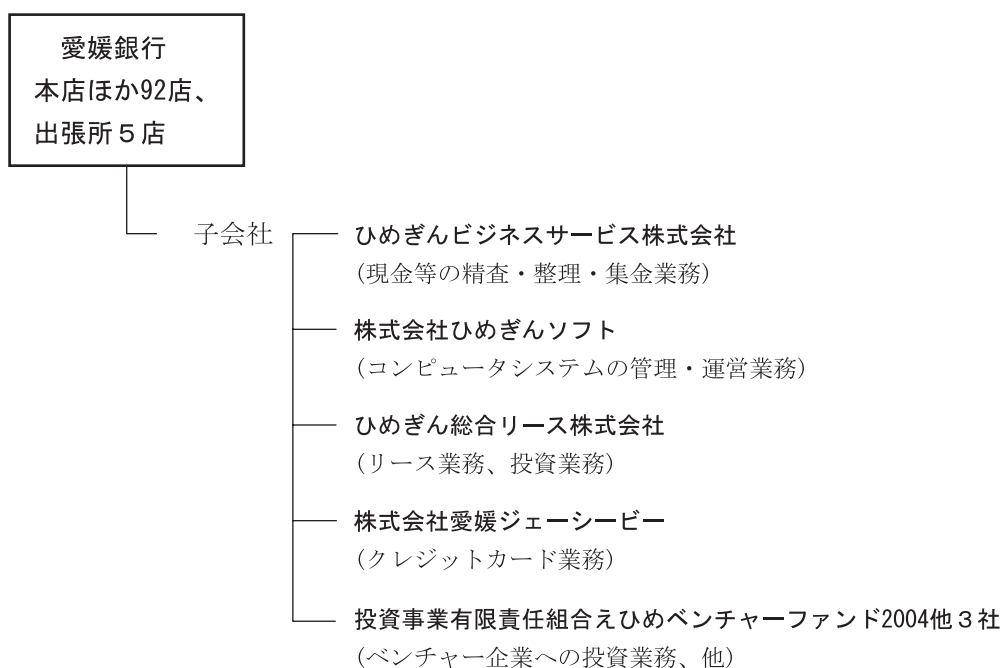 愛媛銀行
本店ほか92店、
出張所５店
子会社
ひめぎんビジネスサービス株式会社
(現金等の精査・整理・集金業務)
株式会社ひめぎんソフト
(コンピュータシステムの管理・運営業務)
ひめぎん総合リース株式会社
(リース業務、投資業務)
株式会社愛媛ジェーシービー
(クレジットカード業務)
投資事業有限責任組合えひめベンチャーファンド2004他３社
(ベンチャー企業への投資業務、他)